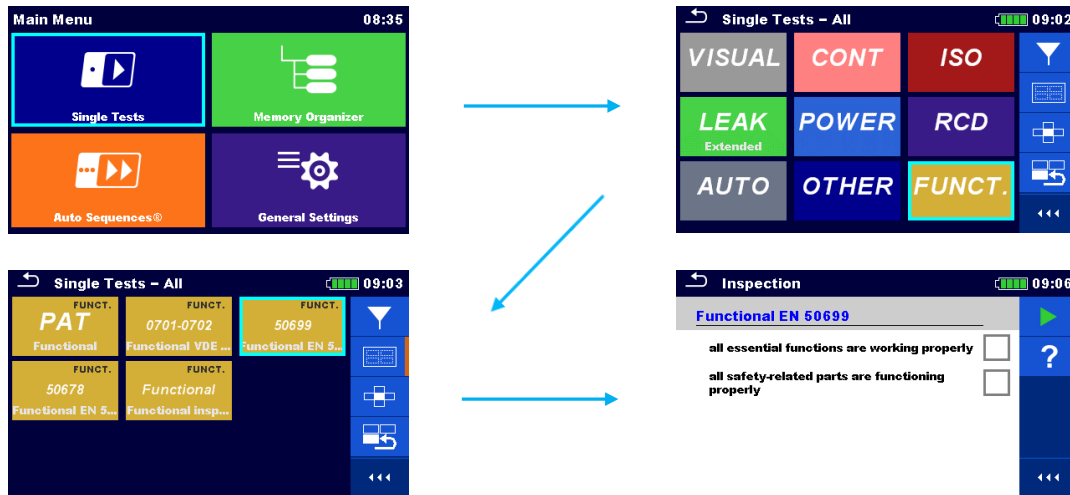 Main Menu 08:35
Single Tests Memory Organizer
Auto Sequences® General Settings
Single Tests – All 09:02
VISUAL CONT ISO
LEAK POWER RCD
Extended
AUTO OTHER FUNCT.
Single Tests – All 09:03
FUNCT. FUNCT. FUNCT.
PAT 0701-0702 50699
Functional Functional VDE ... Functional EN 5...
FUNCT. FUNCT.
50678 Functional
Functional EN 5... Functional insp...
Inspection 09:06
Functional EN 50699
all essential functions are working properly
all safety-related parts are functioning
properly
?